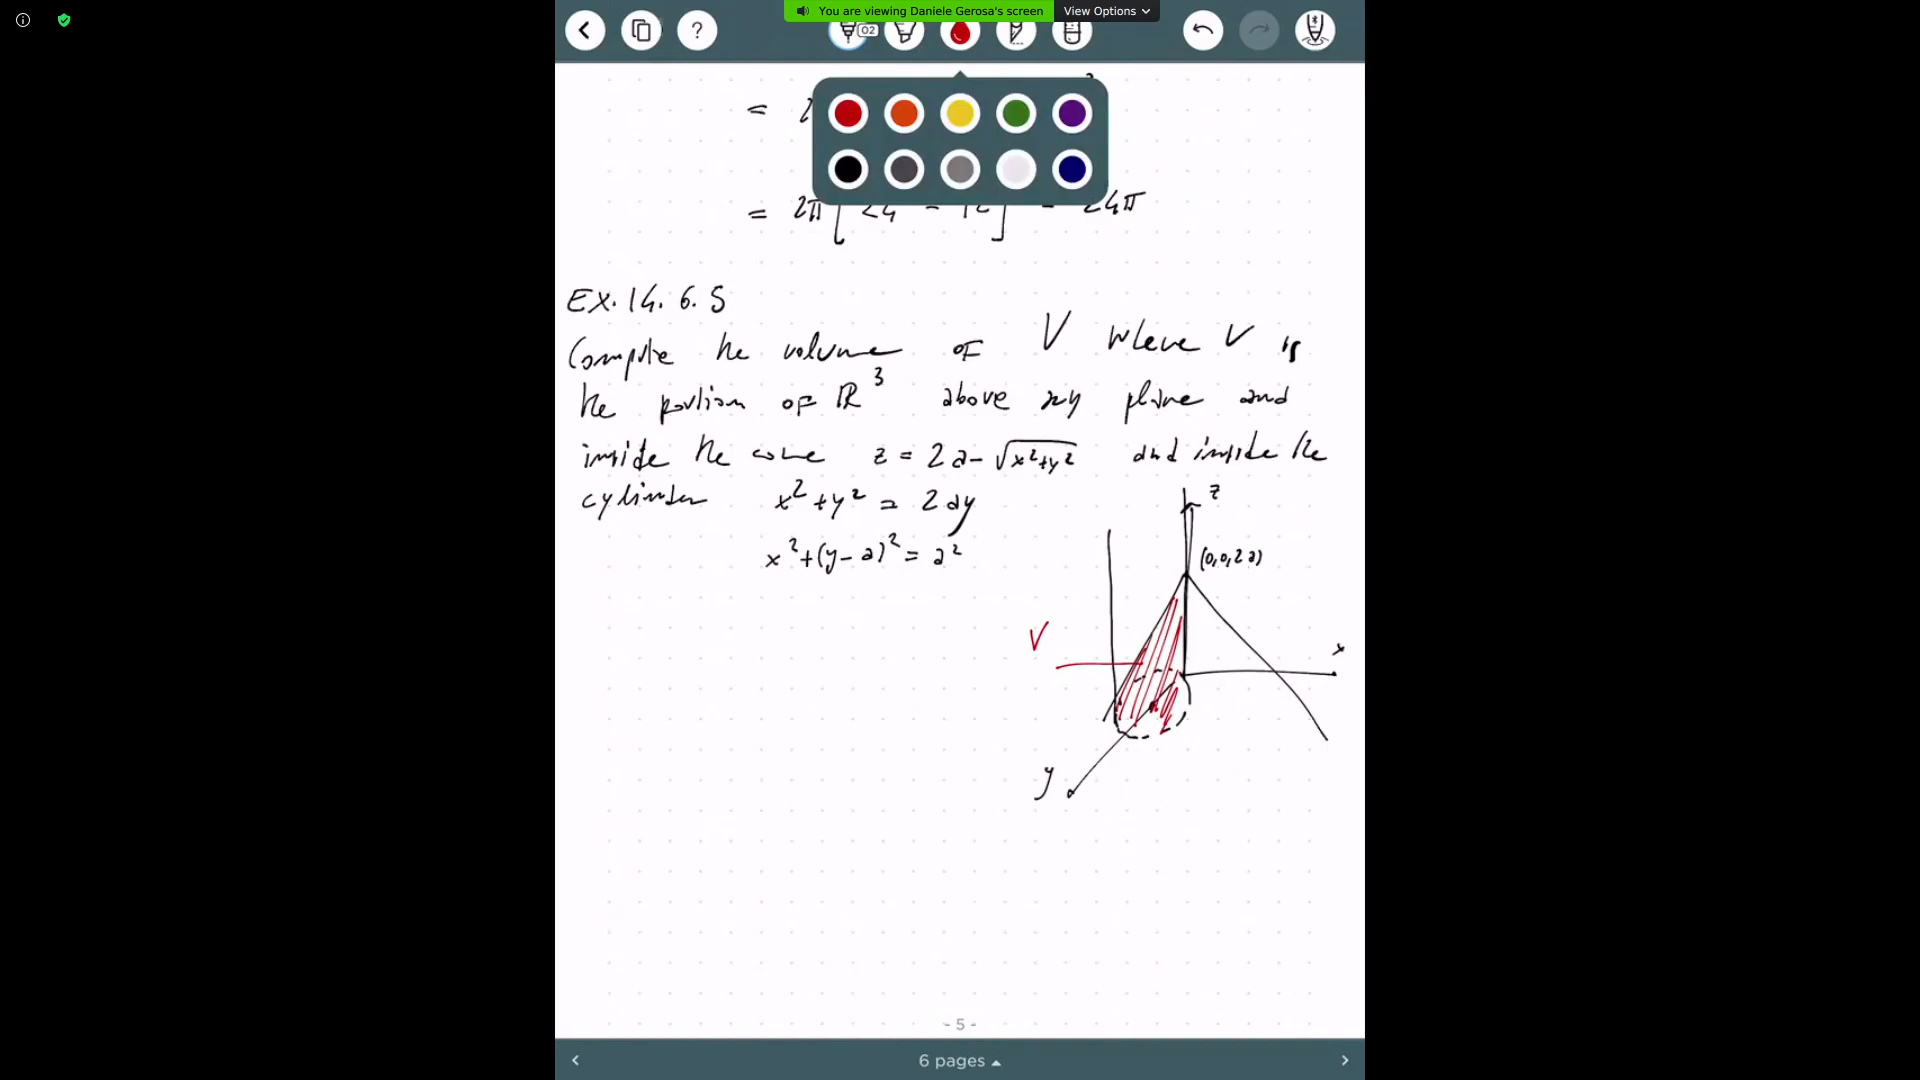 You are viewing Daniele Gerosa's screen View Options
02
?
=
= 2π [ 24 - 12 ] = 24π
Ex. 14. 6. 5
Compute the volume of V where V is
the portion of ℝ³ above xy plane and
inside the cone z = 2a - √x²+y² and inside the
cylinder x² + y² = 2ay
x² + (y - a)² = a²
z
(0,0,2a)
V
x
y
- 5 -
6 pages